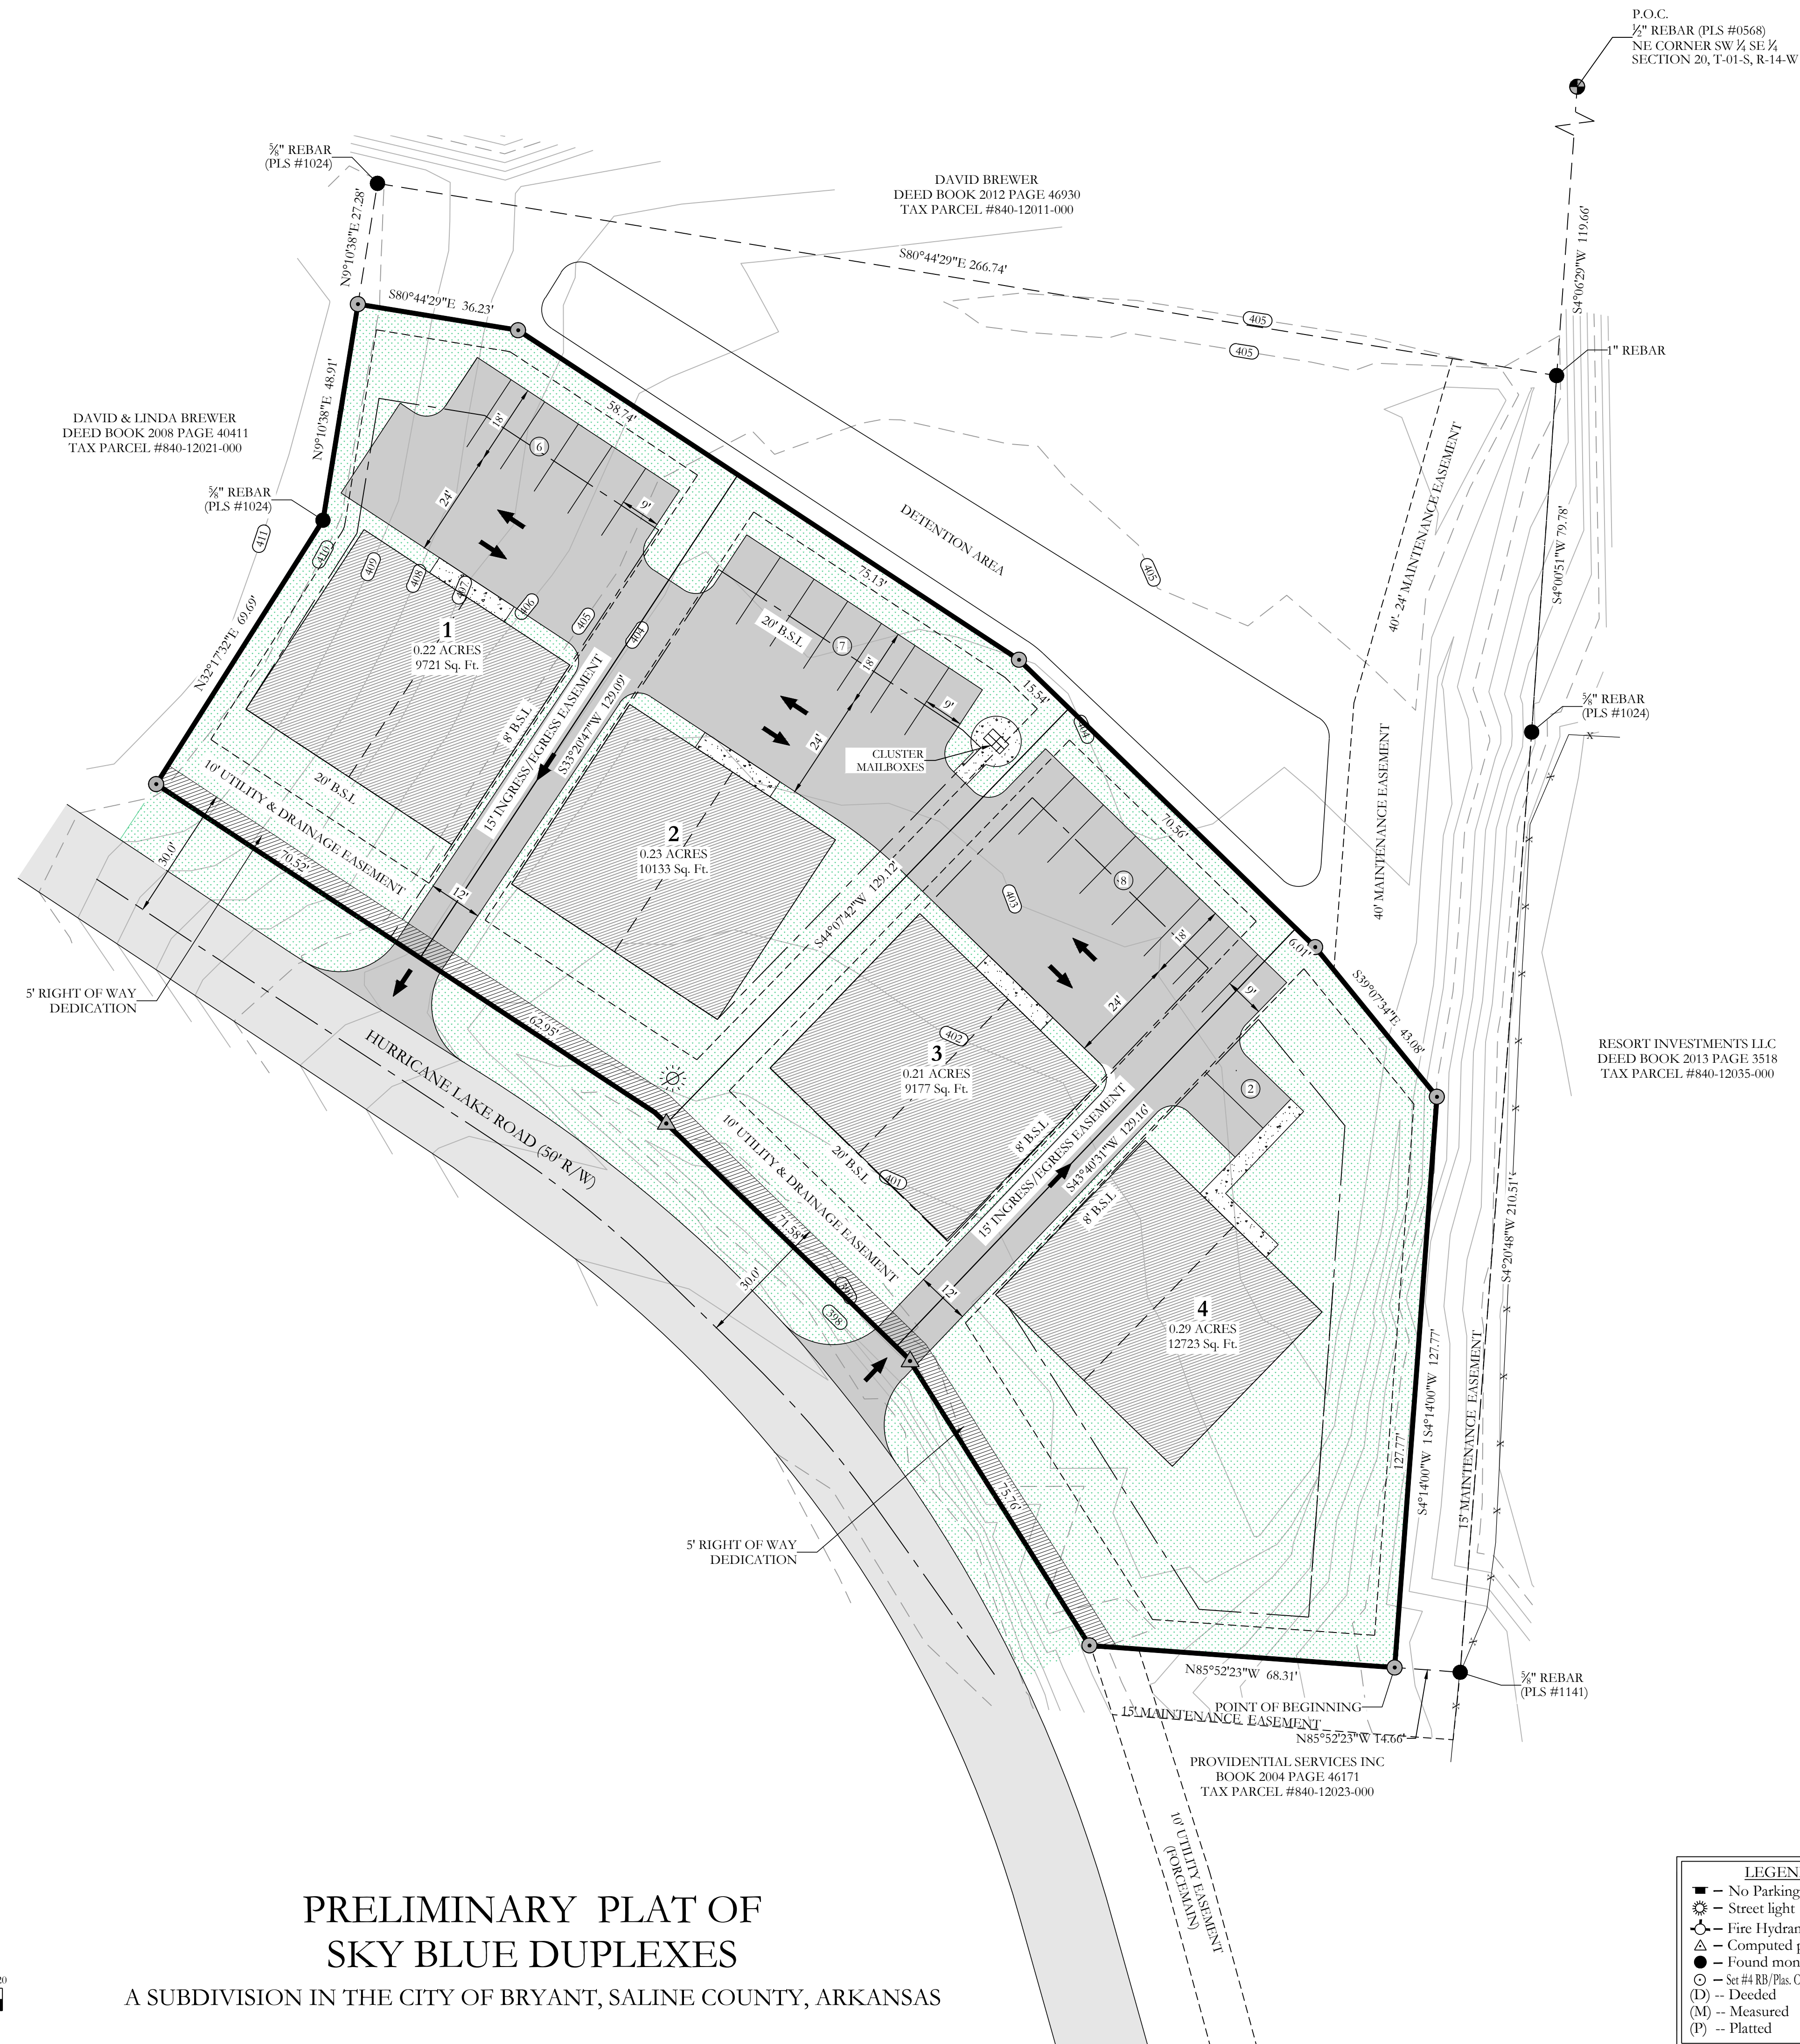 P.O.C.
½" REBAR (PLS #0568)
NE CORNER SW ¼ SE ¼
SECTION 20, T-01-S, R-14-W
⅝" REBAR
(PLS #1024)
DAVID BREWER
DEED BOOK 2012 PAGE 46930
TAX PARCEL #840-12011-000
N9°10'38"E 27.28'
S4°06'29"W 119.66'
S80°44'29"E 266.74'
S80°44'29"E 36.23'
405
405
1" REBAR
N9°10'38"E 48.91'
58.74'
DAVID & LINDA BREWER
DEED BOOK 2008 PAGE 40411
TAX PARCEL #840-12021-000
18'
6
24'
9'
⅝" REBAR
(PLS #1024)
40'- 24' MAINTENANCE EASEMENT
DETENTION AREA
S4°00'51"W 79.78'
411
410
409
408
407
406
405
404
405
75.13'
1
0.22 ACRES
9721 Sq. Ft.
20' B.S.L
7
18'
9'
24'
15.54'
404
N32°17'32"E 69.69'
8' B.S.L
15' INGRESS/EGRESS EASEMENT
S33°20'47"W 129.09'
⅝" REBAR
(PLS #1024)
x
CLUSTER
MAILBOXES
40' MAINTENANCE EASEMENT
10' UTILITY & DRAINAGE EASEMENT
20' B.S.L
30.0'
70.52'
12'
2
0.23 ACRES
10133 Sq. Ft.
70.56'
S44°07'42"W 129.12'
403
8
18'
6.01'
24'
9'
5' RIGHT OF WAY
DEDICATION
62.95'
S39°07'34"E 43.08'
402
3
0.21 ACRES
9177 Sq. Ft.
RESORT INVESTMENTS LLC
DEED BOOK 2013 PAGE 3518
TAX PARCEL #840-12035-000
HURRICANE LAKE ROAD (50' R/W)
2
10' UTILITY & DRAINAGE EASEMENT
20' B.S.L
401
8' B.S.L
15' INGRESS/EGRESS EASEMENT
S43°40'31"W 129.16'
8' B.S.L
71.58'
30.0'
398
12'
4
0.29 ACRES
12723 Sq. Ft.
S4°20'48"W 210.51'
S4°14'00"W 1S4°14'00"W 127.77'
127.77'
15' MAINTENANCE EASEMENT
75.76'
5' RIGHT OF WAY
DEDICATION
N85°52'23"W 68.31'
POINT OF BEGINNING
⅝" REBAR
(PLS #1141)
15' MAINTENANCE EASEMENT
N85°52'23"W 14.66'
PROVIDENTIAL SERVICES INC
BOOK 2004 PAGE 46171
TAX PARCEL #840-12023-000
10' UTILITY EASEMENT
(FORCEMAIN)
PRELIMINARY PLAT OF
SKY BLUE DUPLEXES
A SUBDIVISION IN THE CITY OF BRYANT, SALINE COUNTY, ARKANSAS
LEGEN
– No Parking
– Street light
– Fire Hydran
– Computed p
– Found mon
– Set #4 RB/Plas. C
(D) -- Deeded
(M) -- Measured
(P) -- Platted